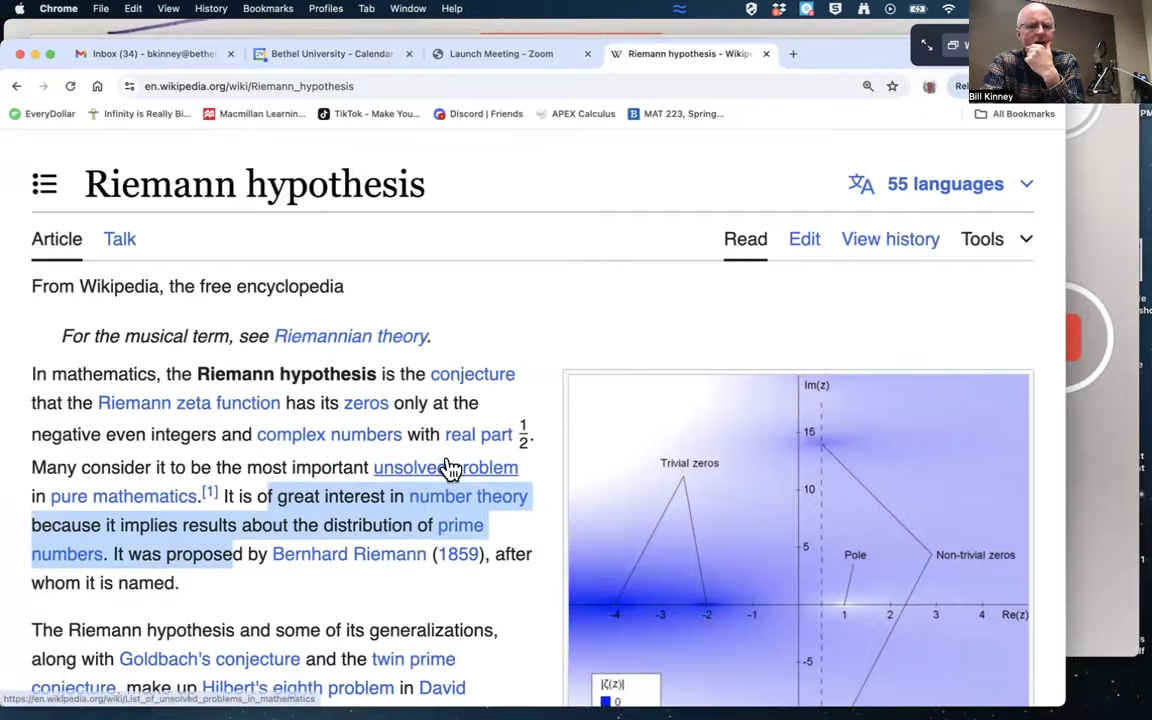 Chrome File Edit View History Bookmarks Profiles Tab Window Help
Inbox (34) - bkinney@bethel
Bethel University - Calendar
Launch Meeting - Zoom
Riemann hypothesis - Wikipe
en.wikipedia.org/wiki/Riemann_hypothesis
Bill Kinney
EveryDollar
Infinity is Really Bi...
Macmillan Learnin...
TikTok - Make You...
Discord | Friends
APEX Calculus
MAT 223, Spring...
All Bookmarks
Riemann hypothesis
55 languages
Article Talk
Read Edit View history Tools
From Wikipedia, the free encyclopedia
For the musical term, see Riemannian theory.
In mathematics, the Riemann hypothesis is the conjecture
that the Riemann zeta function has its zeros only at the
negative even integers and complex numbers with real part 1/2.
Many consider it to be the most important unsolved problem
in pure mathematics.[1] It is of great interest in number theory
because it implies results about the distribution of prime
numbers. It was proposed by Bernhard Riemann (1859), after
whom it is named.
The Riemann hypothesis and some of its generalizations,
along with Goldbach's conjecture and the twin prime
conjecture, make up Hilbert's eighth problem in David
https://en.wikipedia.org/wiki/List_of_unsolved_problems_in_mathematics
Im(z)
15
Trivial zeros
10
5
Pole
Non-trivial zeros
-4 -3 -2 -1 1 2 3 4 Re(z)
-5
|ζ(z)|
0